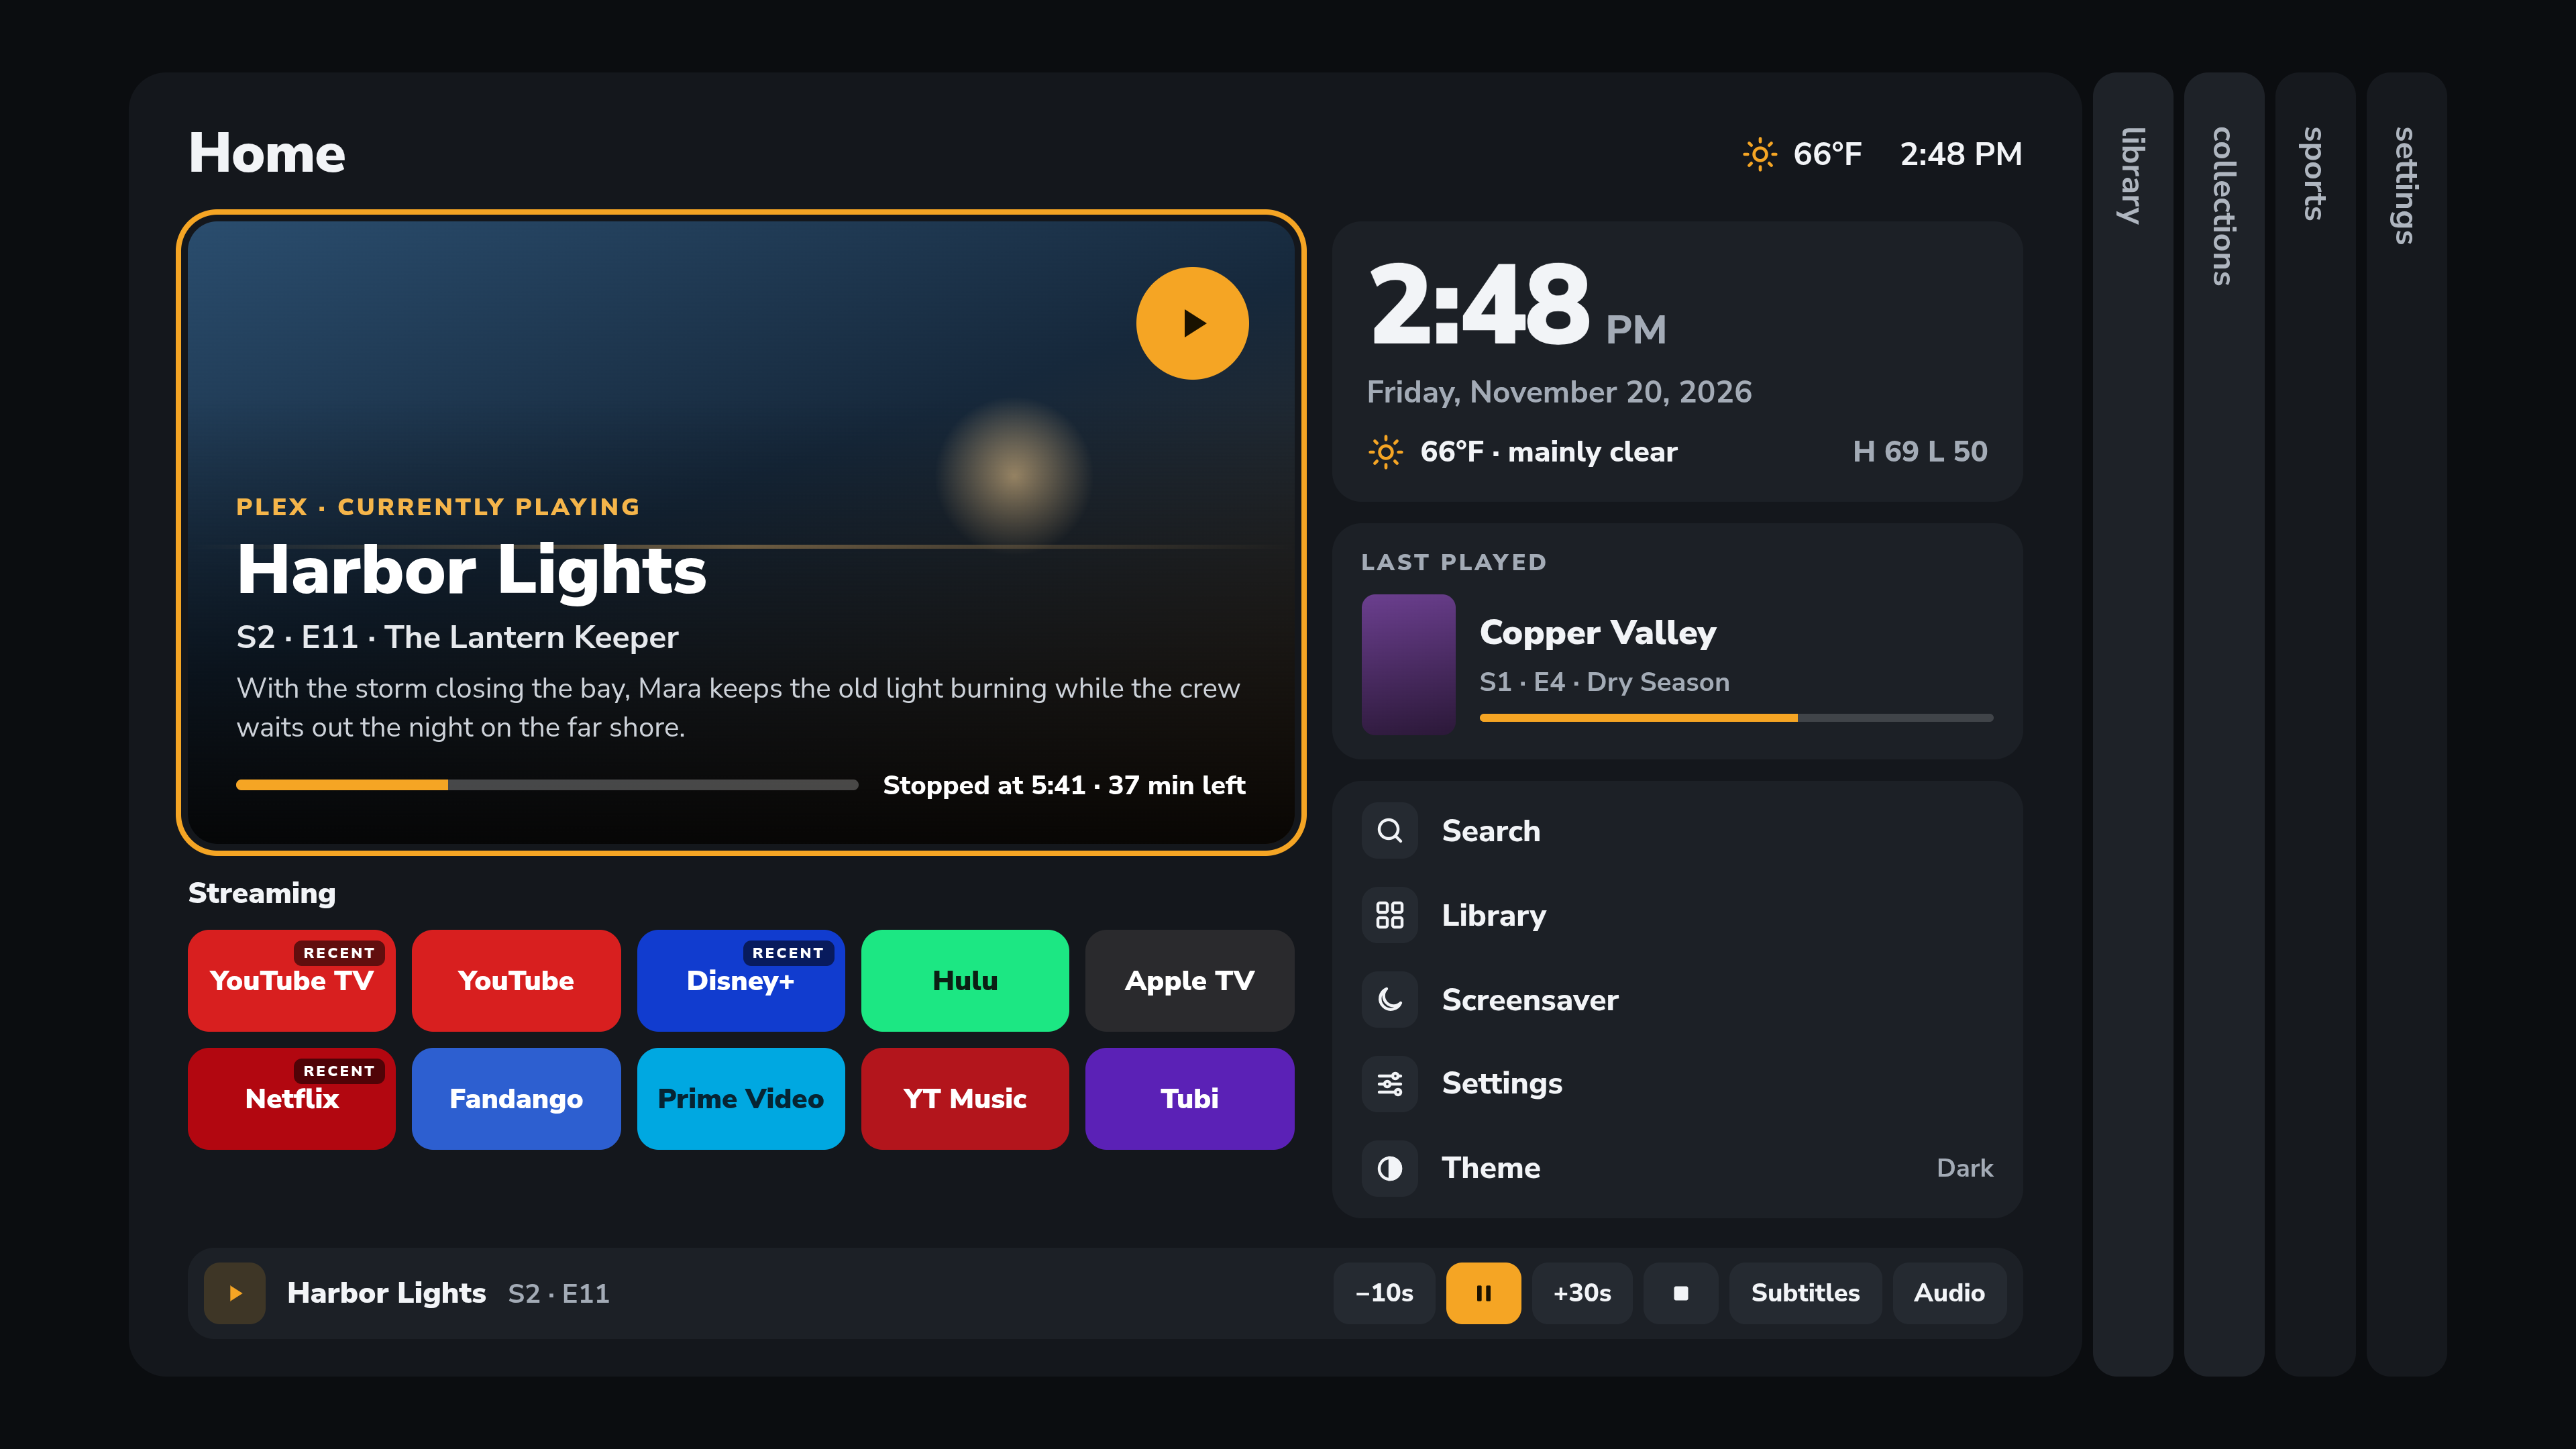 Home
66°F 2:48 PM
PLEX · CURRENTLY PLAYING
Harbor Lights
S2 · E11 · The Lantern Keeper
With the storm closing the bay, Mara keeps the old light burning while the crew
waits out the night on the far shore.
Stopped at 5:41 · 37 min left
2:48 PM
Friday, November 20, 2026
66°F · mainly clear H 69 L 50
LAST PLAYED
Copper Valley
S1 · E4 · Dry Season
Search
Library
Screensaver
Settings
Theme Dark
Streaming
RECENT
YouTube TV
YouTube
RECENT
Disney+
Hulu
Apple TV
RECENT
Netflix
Fandango
Prime Video
YT Music
Tubi
Harbor Lights S2 · E11
−10s +30s Subtitles Audio
library
collections
sports
settings